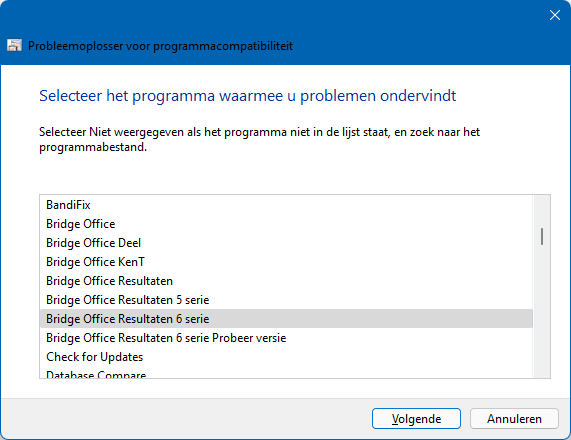 Probleemoplosser voor programmacompatibiliteit
Selecteer het programma waarmee u problemen ondervindt
Selecteer Niet weergegeven als het programma niet in de lijst staat, en zoek naar het
programmabestand.
BandiFix
Bridge Office
Bridge Office Deel
Bridge Office KenT
Bridge Office Resultaten
Bridge Office Resultaten 5 serie
Bridge Office Resultaten 6 serie
Bridge Office Resultaten 6 serie Probeer versie
Check for Updates
Database Compare
Volgende
Annuleren